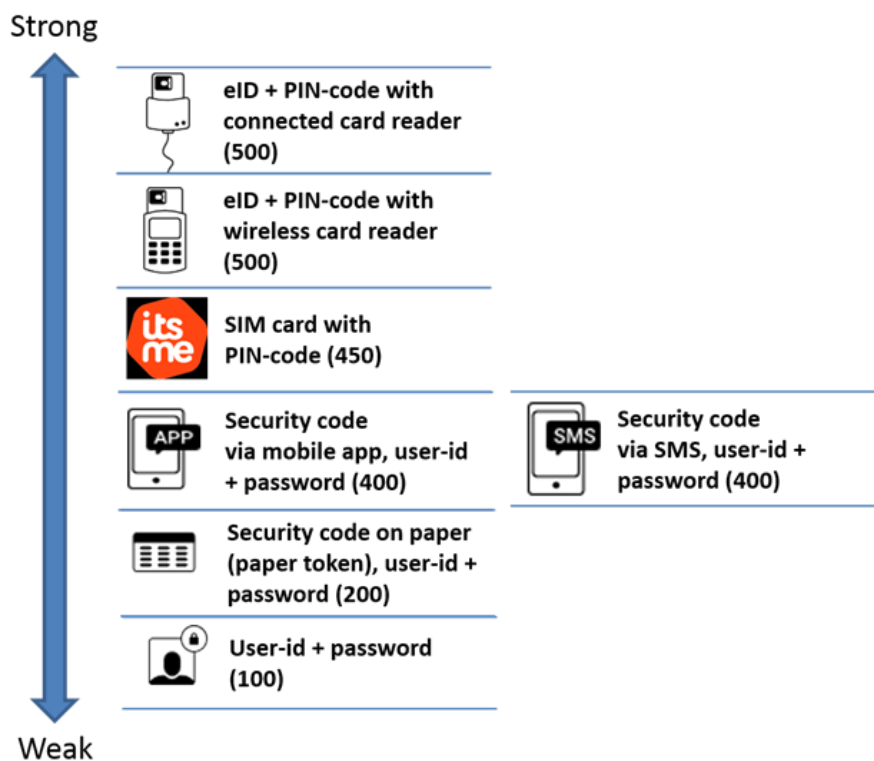 Strong
eID + PIN-code with
connected card reader
(500)
eID + PIN-code with
wireless card reader
(500)
its
me
SIM card with
PIN-code (450)
APP
Security code
via mobile app, user-id
+ password (400)
SMS
Security code
via SMS, user-id +
password (400)
Security code on paper
(paper token), user-id +
password (200)
User-id + password
(100)
Weak